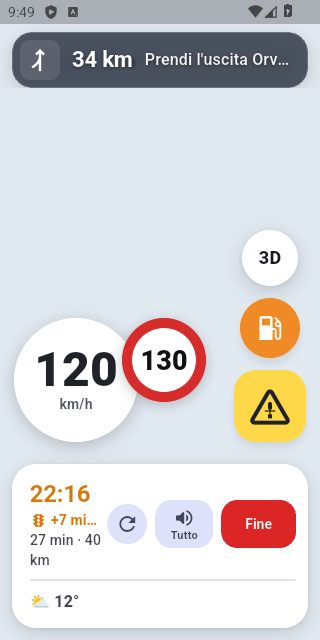 9:49
34 km Prendi l'uscita Orv…
3D
120
km/h
130
22:16
+7 mi…
27 min · 40
km
Tutto
Fine
12°